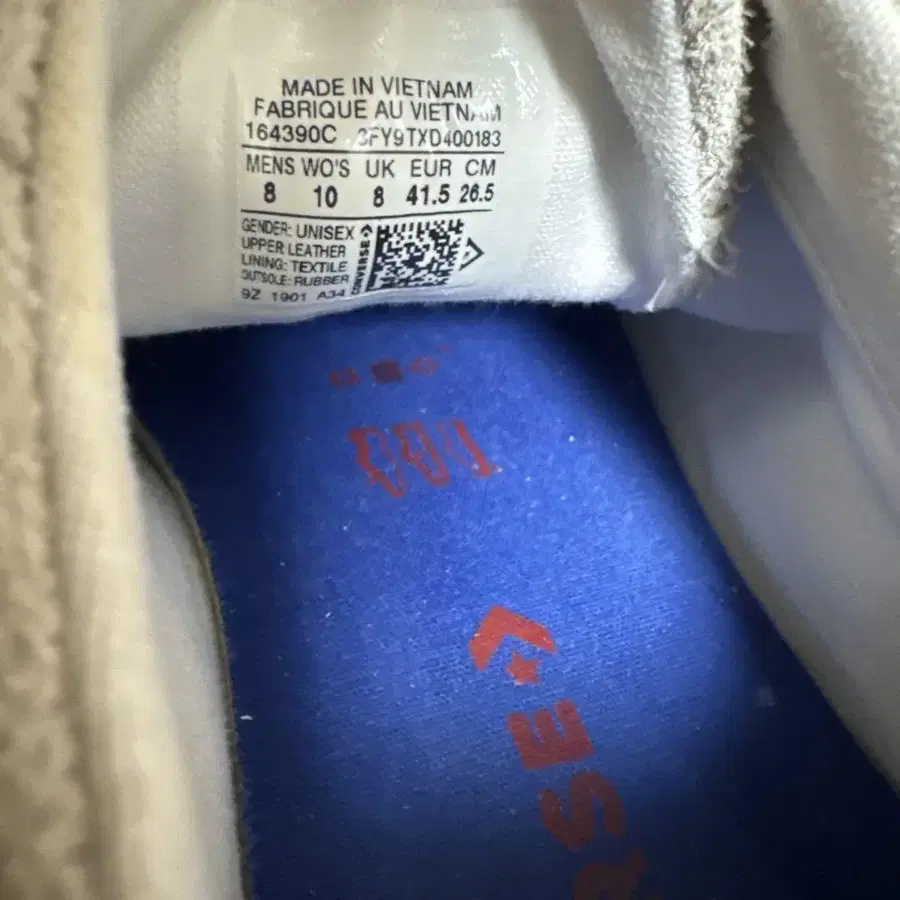 MADE IN VIETNAM
FABRIQUE AU VIETNAM
164390C 3FY9TXD400183
MENS WO'S UK EUR CM
8 10 8 41.5 26.5
GENDER: UNISEX
UPPER LEATHER
LINING: TEXTILE
OUTSOLE: RUBBER
9Z 1901 A34
CONVERSE
RSE